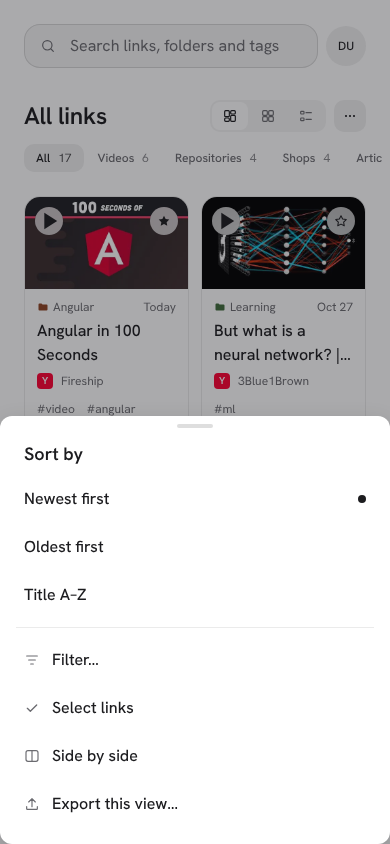 Search links, folders and tags
DU
All links
All 17
Videos 6
Repositories 4
Shops 4
Artic
100 SECONDS OF
A
Angular
Today
Angular in 100
Seconds
Y Fireship
#video #angular
Learning
Oct 27
But what is a
neural network? |...
Y 3Blue1Brown
#ml
Sort by
Newest first
Oldest first
Title A–Z
Filter...
Select links
Side by side
Export this view...